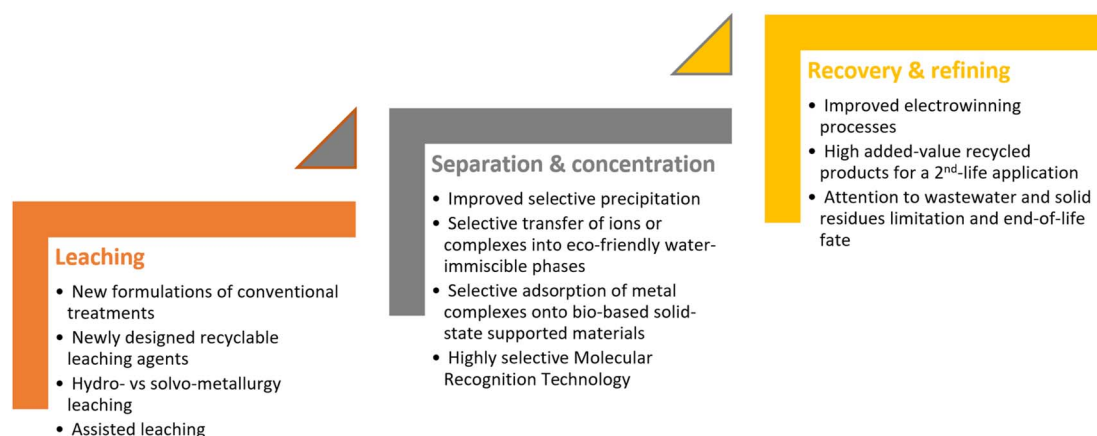 Leaching
• New formulations of conventional
treatments
• Newly designed recyclable
leaching agents
• Hydro- vs solvo-metallurgy
leaching
• Assisted leaching
Separation & concentration
• Improved selective precipitation
• Selective transfer of ions or
complexes into eco-friendly water-
immiscible phases
• Selective adsorption of metal
complexes onto bio-based solid-
state supported materials
• Highly selective Molecular
Recognition Technology
Recovery & refining
• Improved electrowinning
processes
• High added-value recycled
products for a 2nd-life application
• Attention to wastewater and solid
residues limitation and end-of-life
fate